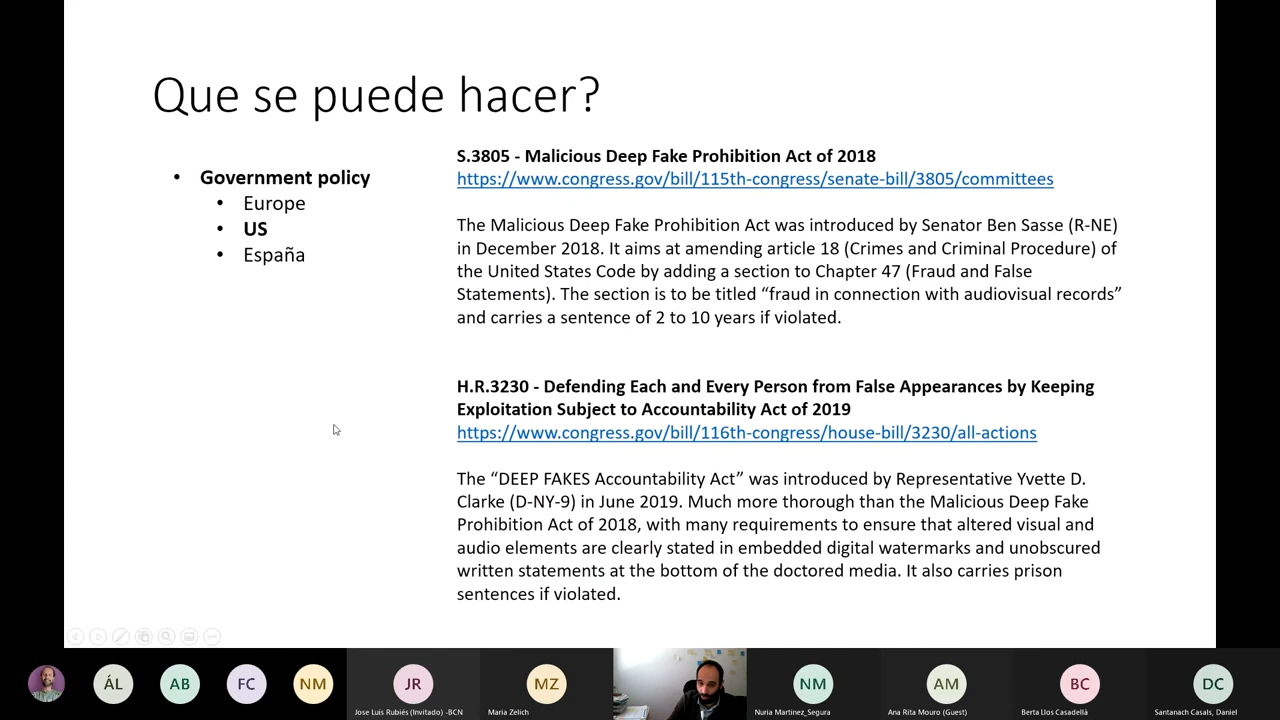 Que se puede hacer?
• Government policy
• Europe
• US
• España
S.3805 - Malicious Deep Fake Prohibition Act of 2018
https://www.congress.gov/bill/115th-congress/senate-bill/3805/committees
The Malicious Deep Fake Prohibition Act was introduced by Senator Ben Sasse (R-NE)
in December 2018. It aims at amending article 18 (Crimes and Criminal Procedure) of
the United States Code by adding a section to Chapter 47 (Fraud and False
Statements). The section is to be titled “fraud in connection with audiovisual records”
and carries a sentence of 2 to 10 years if violated.
H.R.3230 - Defending Each and Every Person from False Appearances by Keeping
Exploitation Subject to Accountability Act of 2019
https://www.congress.gov/bill/116th-congress/house-bill/3230/all-actions
The “DEEP FAKES Accountability Act” was introduced by Representative Yvette D.
Clarke (D-NY-9) in June 2019. Much more thorough than the Malicious Deep Fake
Prohibition Act of 2018, with many requirements to ensure that altered visual and
audio elements are clearly stated in embedded digital watermarks and unobscured
written statements at the bottom of the doctored media. It also carries prison
sentences if violated.
ÁL
AB
FC
NM
JR
MZ
NM
AM
BC
DC
Jose Luis Rubiés (Invitado) -BCN
Maria Zelich
Nuria Martinez_Segura
Ana Rita Mouro (Guest)
Berta Llos Casadellà
Santanach Casals, Daniel